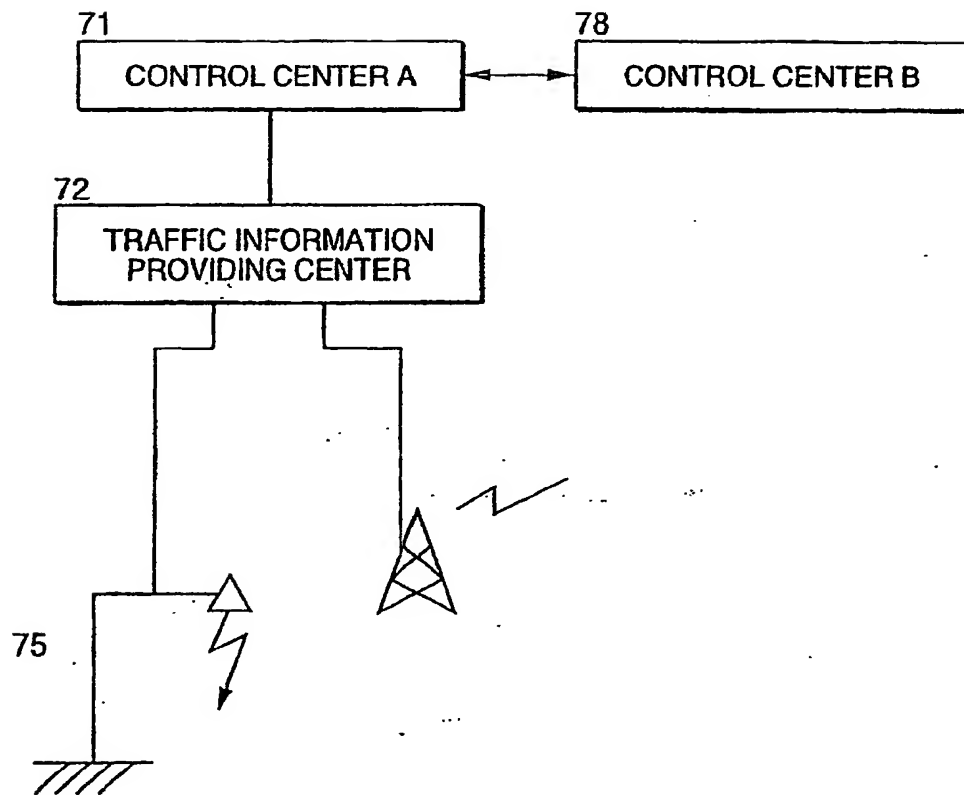 71
CONTROL CENTER A
78
CONTROL CENTER B
72
TRAFFIC INFORMATION
PROVIDING CENTER
75